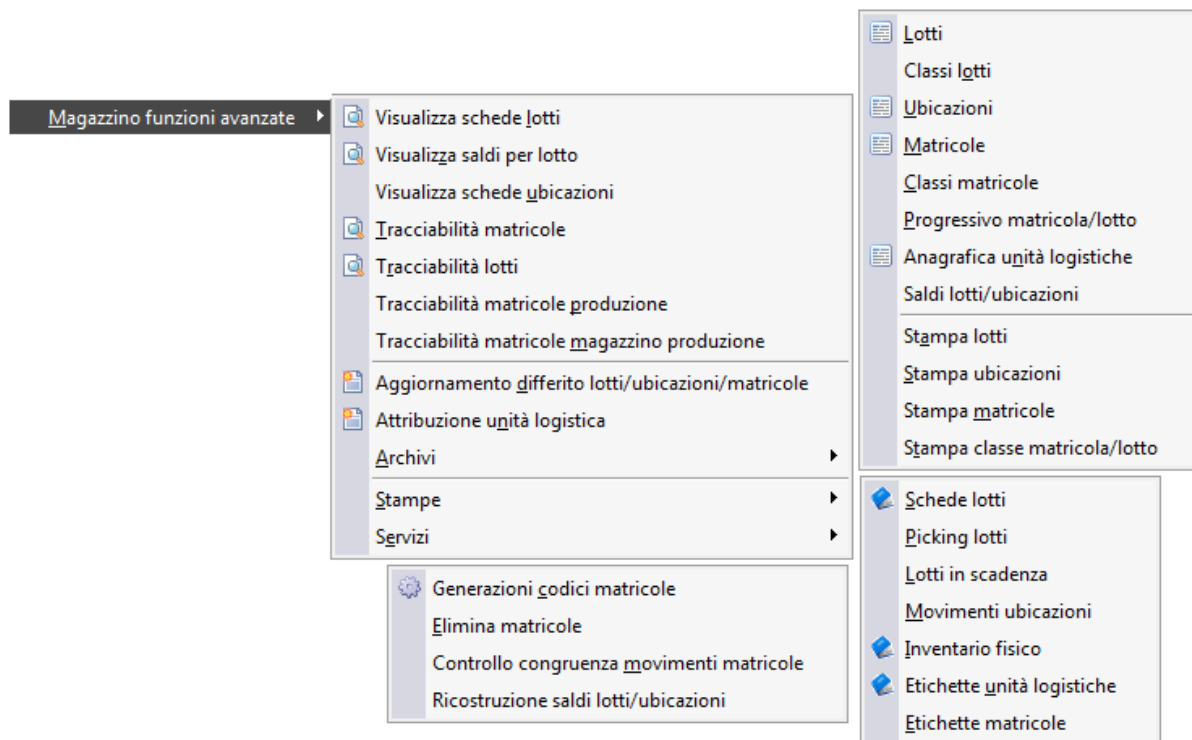 Magazzino funzioni avanzate
Visualizza schede lotti
Visualizza saldi per lotto
Visualizza schede ubicazioni
Tracciabilità matricole
Tracciabilità lotti
Tracciabilità matricole produzione
Tracciabilità matricole magazzino produzione
Aggiornamento differito lotti/ubicazioni/matricole
Attribuzione unità logistica
Archivi
Stampe
Servizi
Lotti
Classi lotti
Ubicazioni
Matricole
Classi matricole
Progressivo matricola/lotto
Anagrafica unità logistiche
Saldi lotti/ubicazioni
Stampa lotti
Stampa ubicazioni
Stampa matricole
Stampa classe matricola/lotto
Schede lotti
Picking lotti
Lotti in scadenza
Movimenti ubicazioni
Inventario fisico
Etichette unità logistiche
Etichette matricole
Generazioni codici matricole
Elimina matricole
Controllo congruenza movimenti matricole
Ricostruzione saldi lotti/ubicazioni